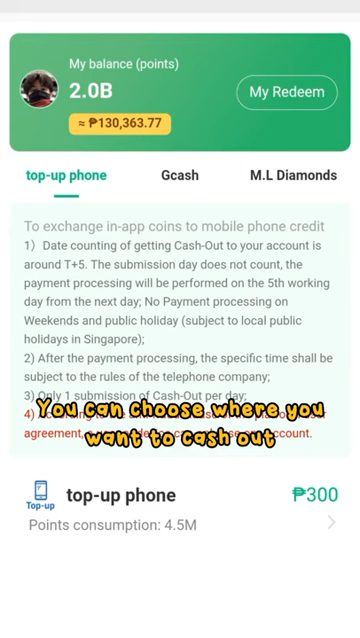 My balance (points)
2.0B
My Redeem
≈ ₱130,363.77
top-up phone Gcash M.L Diamonds
To exchange in-app coins to mobile phone credit
1) Date counting of getting Cash-Out to your account is
around T+5. The submission day does not count, the
payment processing will be performed on the 5th working
day from the next day; No Payment processing on
Weekends and public holiday (subject to local public
holidays in Singapore);
2) After the payment processing, the specific time shall be
subject to the rules of the telephone company;
3) Only 1 submission of Cash-Out per day;
You can choose where you
want to cash out
4)
agreement, account.
Top-up
top-up phone ₱300
Points consumption: 4.5M